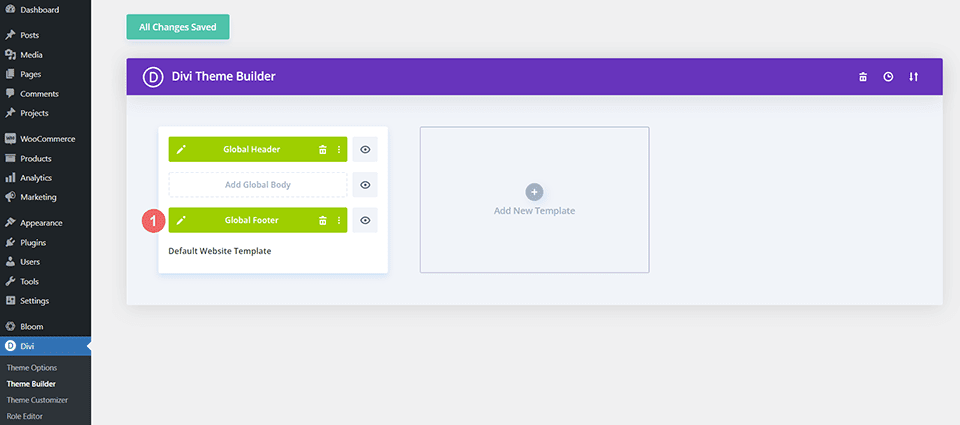 Dashboard
Posts
Media
Pages
Comments
Projects
WooCommerce
Products
Analytics
Marketing
Appearance
Plugins
Users
Tools
Settings
Bloom
Divi
Theme Options
Theme Builder
Theme Customizer
Role Editor
All Changes Saved
D Divi Theme Builder
Global Header
Add Global Body
1 Global Footer
Default Website Template
Add New Template